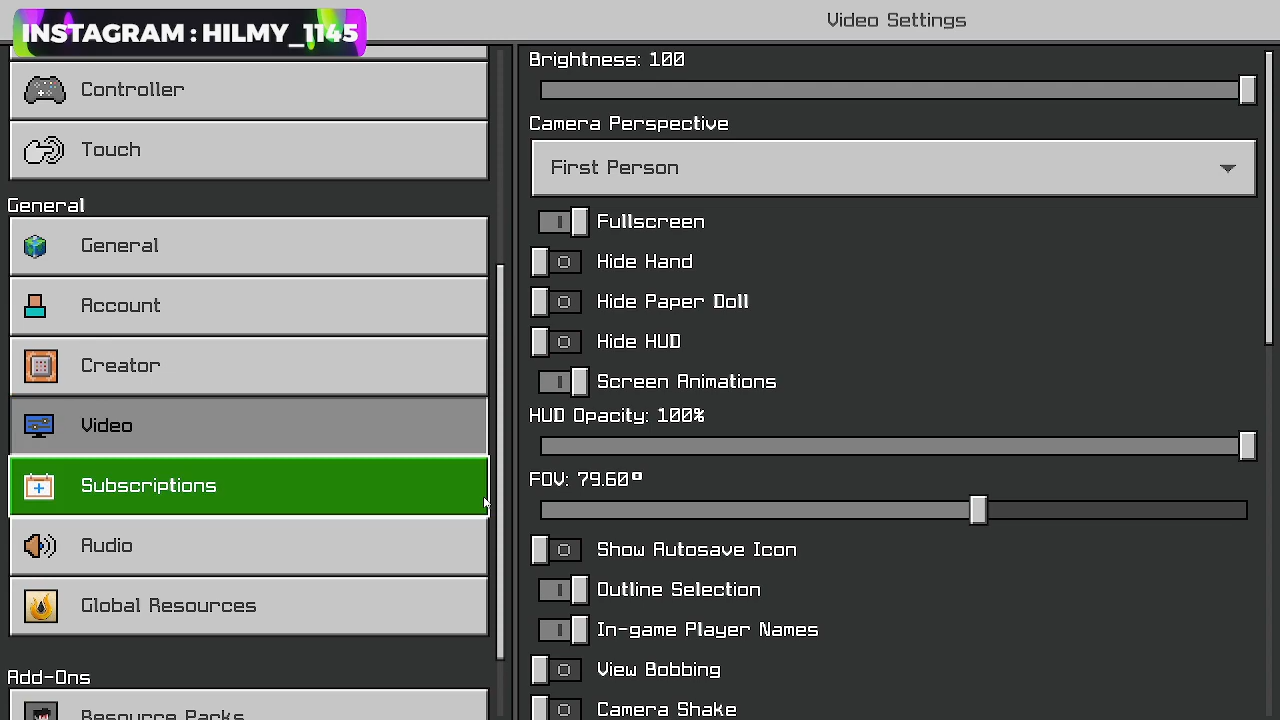 INSTAGRAM : HILMY_1145
Video Settings
Controller
Touch
General
General
Account
Creator
Video
Subscriptions
Audio
Global Resources
Add-Ons
Resource Packs
Brightness: 100
Camera Perspective
First Person
Fullscreen
Hide Hand
Hide Paper Doll
Hide HUD
Screen Animations
HUD Opacity: 100%
FOV: 79.60°
Show Autosave Icon
Outline Selection
In-game Player Names
View Bobbing
Camera Shake